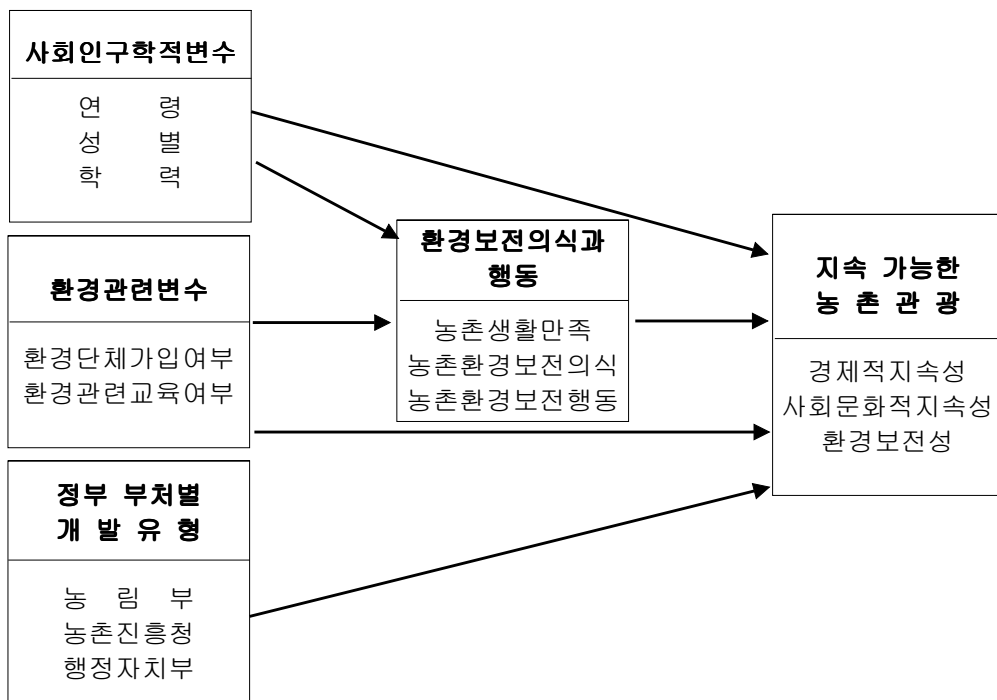 사회인구학적변수
연 령
성 별
학 력
환경관련변수
환경단체가입여부
환경관련교육여부
정부 부처별
개 발 유 형
농 림 부
농촌진흥청
행정자치부
환경보전의식과
행동
농촌생활만족
농촌환경보전의식
농촌환경보전행동
지속 가능한
농 촌 관 광
경제적지속성
사회문화적지속성
환경보전성